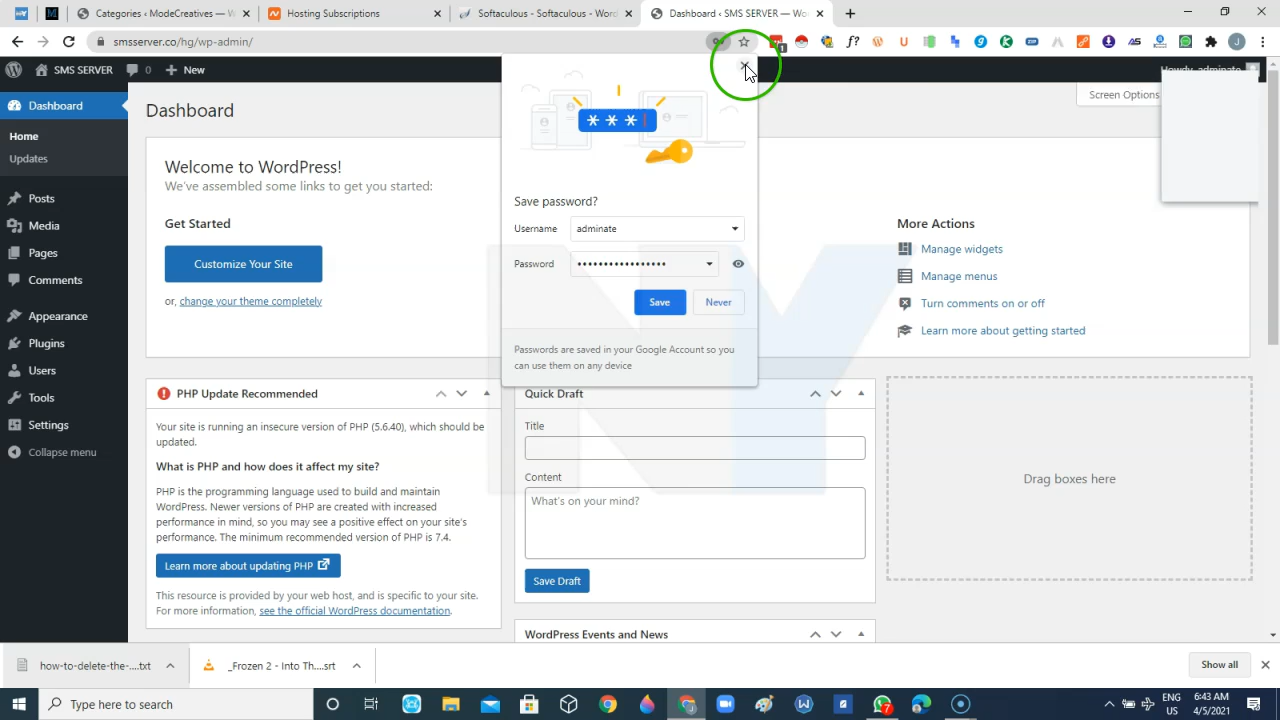 Categories ‹ ModeCreatives — W
Hosting Subscriptions
Softaculous - Softaculous - Wor
Dashboard ‹ SMS SERVER — Wor
smsserver.co/hg/wp-admin/
1
f?
J
SMS SERVER
0
New
Howdy, adminate
Screen Options
Dashboard
Home
Updates
Posts
Media
Pages
Comments
Appearance
Plugins
Users
Tools
Settings
Collapse menu
Dashboard
Welcome to WordPress!
We've assembled some links to get you started:
Get Started
Customize Your Site
or, change your theme completely
More Actions
Manage widgets
Manage menus
Turn comments on or off
Learn more about getting started
* * *
Save password?
Username
adminate
Password
••••••••••••••••
Save
Never
Passwords are saved in your Google Account so you
can use them on any device
PHP Update Recommended
Your site is running an insecure version of PHP (5.6.40), which should be
updated.
What is PHP and how does it affect my site?
PHP is the programming language used to build and maintain
WordPress. Newer versions of PHP are created with increased
performance in mind, so you may see a positive effect on your site's
performance. The minimum recommended version of PHP is 7.4.
Learn more about updating PHP
This resource is provided by your web host, and is specific to your site.
For more information, see the official WordPress documentation.
Quick Draft
Title
Content
What's on your mind?
Save Draft
WordPress Events and News
Drag boxes here
NY
how-to-delete-the-....txt
_Frozen 2 - Into Th....srt
Show all
Type here to search
7
ENG
US
6:43 AM
4/5/2021